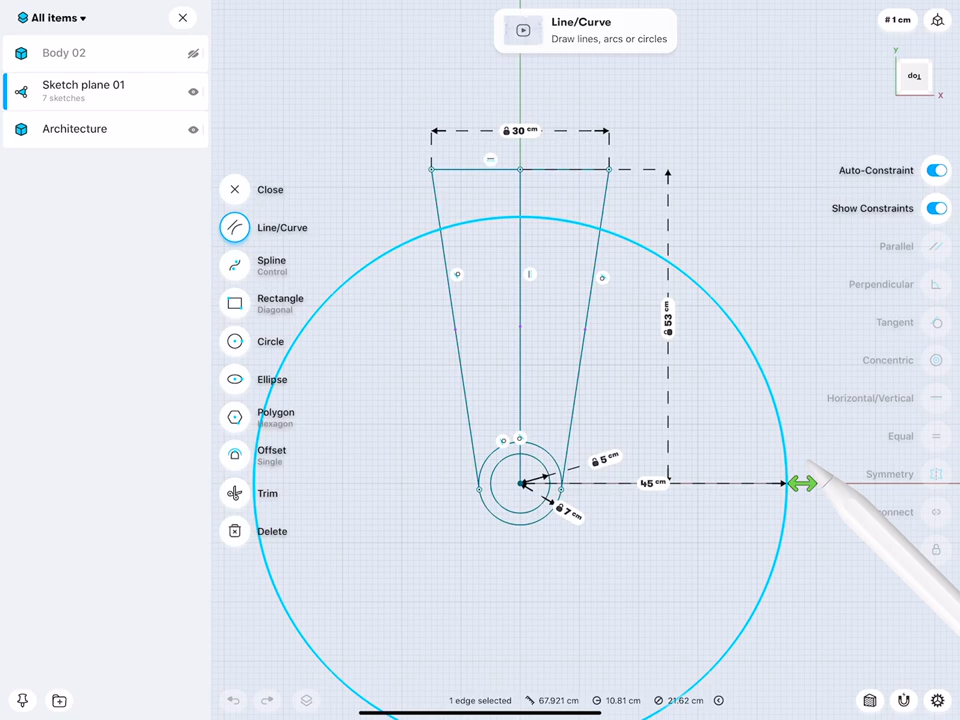 All items
Body 02
Sketch plane 01
7 sketches
Architecture
Line/Curve
Draw lines, arcs or circles
# 1 cm
y
Top
x
30 cm
53 cm
5 cm
45 cm
7 cm
Close
Line/Curve
Spline
Control
Rectangle
Diagonal
Circle
Ellipse
Polygon
Hexagon
Offset
Single
Trim
Delete
Auto-Constraint
Show Constraints
Parallel
Perpendicular
Tangent
Concentric
Horizontal/Vertical
Equal
Symmetry
1 edge selected
67.921 cm
10.81 cm
21.62 cm